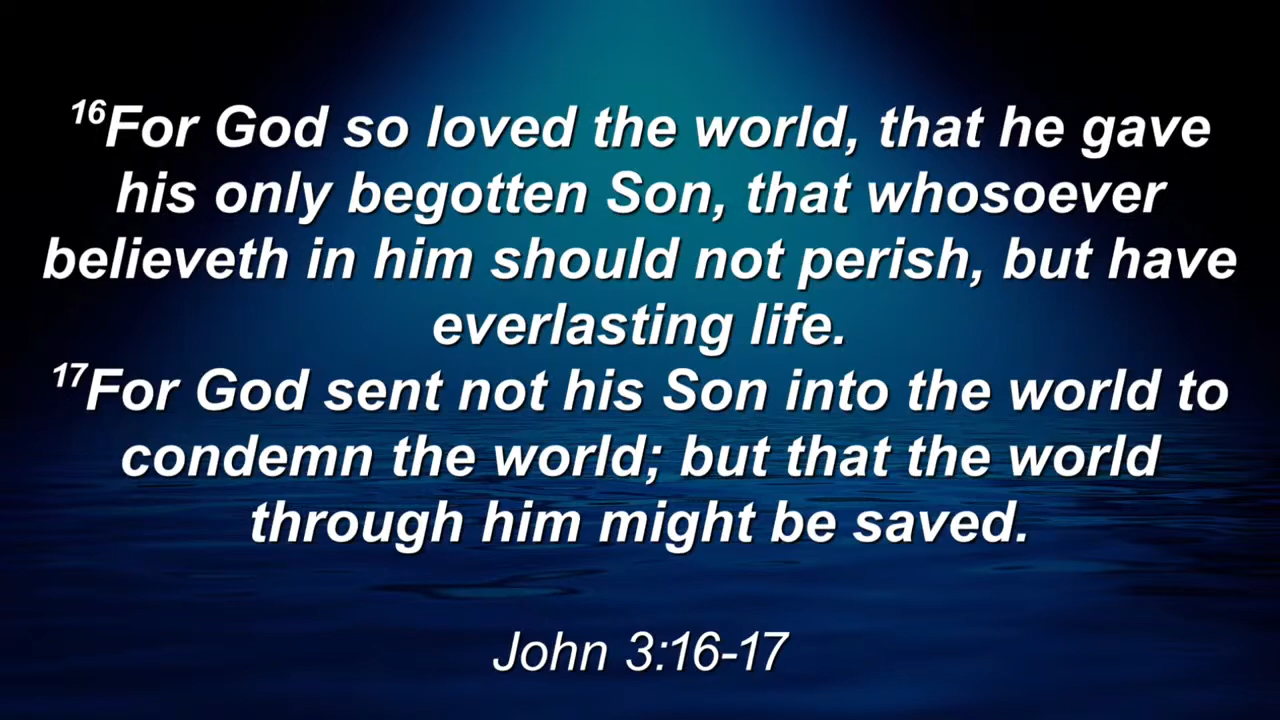 16For God so loved the world, that he gave
his only begotten Son, that whosoever
believeth in him should not perish, but have
everlasting life.
17For God sent not his Son into the world to
condemn the world; but that the world
through him might be saved.
John 3:16-17